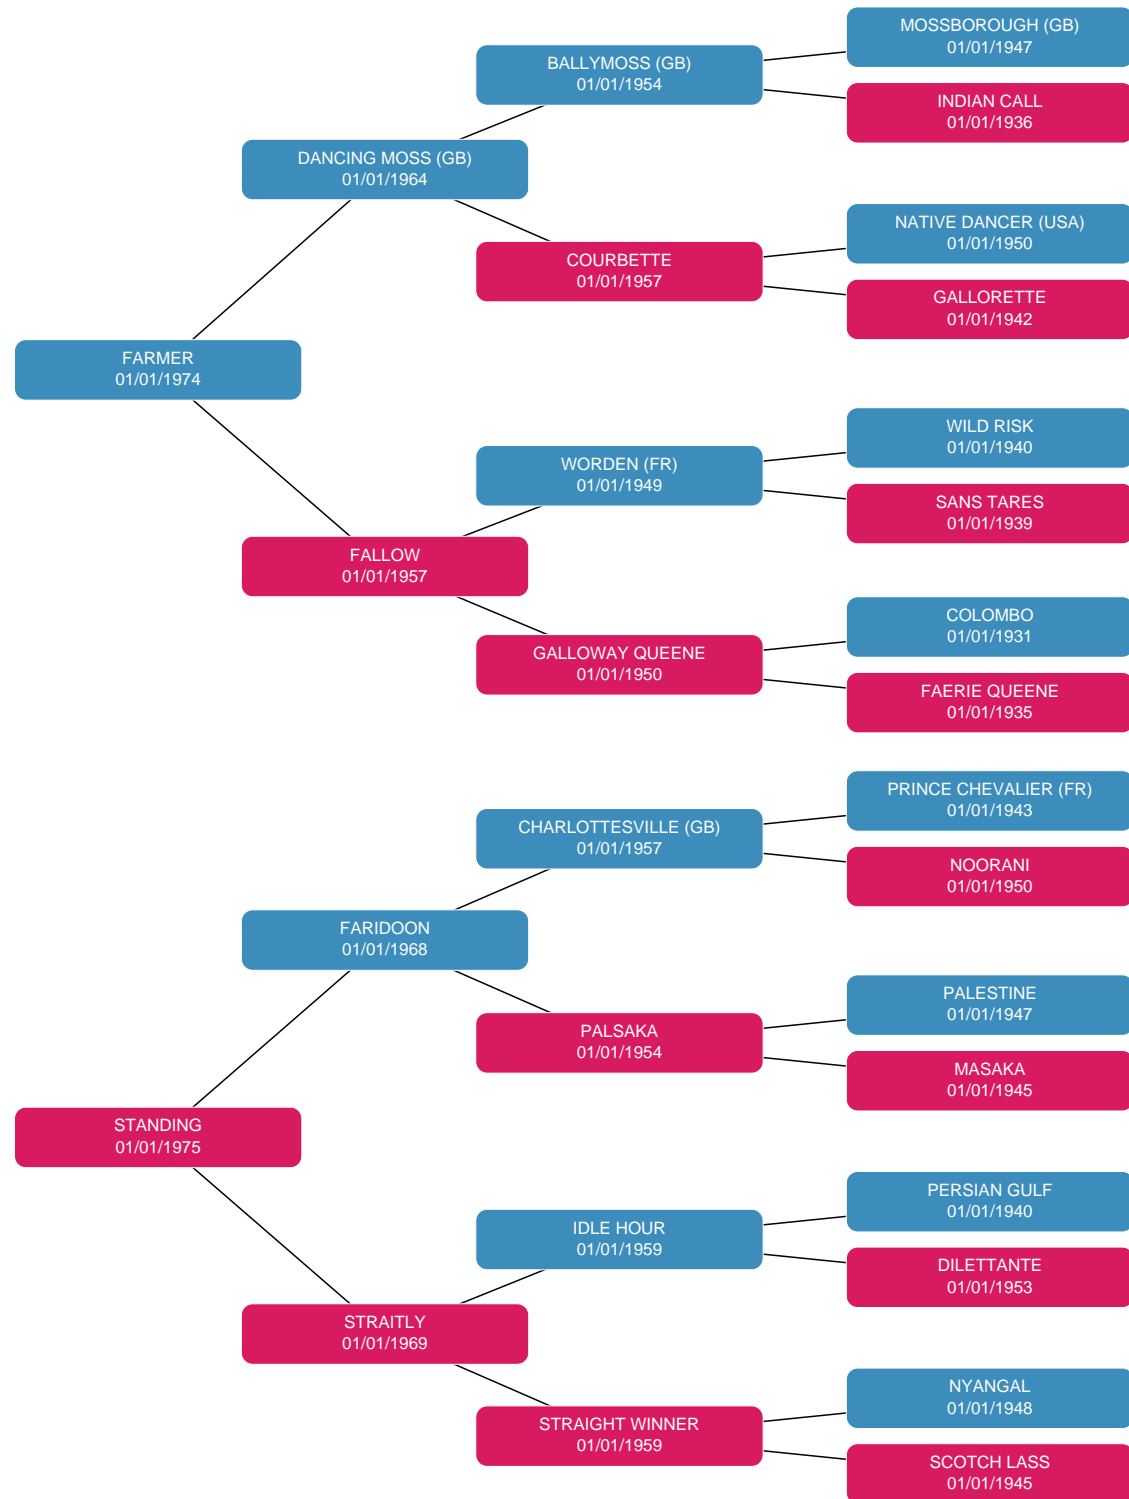 MOSSBOROUGH (GB)
01/01/1947
BALLYMOSS (GB)
01/01/1954
INDIAN CALL
01/01/1936
DANCING MOSS (GB)
01/01/1964
NATIVE DANCER (USA)
01/01/1950
COURBETTE
01/01/1957
GALLORETTE
01/01/1942
FARMER
01/01/1974
WILD RISK
01/01/1940
WORDEN (FR)
01/01/1949
SANS TARES
01/01/1939
FALLOW
01/01/1957
COLOMBO
01/01/1931
GALLOWAY QUEENE
01/01/1950
FAERIE QUEENE
01/01/1935
PRINCE CHEVALIER (FR)
01/01/1943
CHARLOTTESVILLE (GB)
01/01/1957
NOORANI
01/01/1950
FARIDOON
01/01/1968
PALESTINE
01/01/1947
PALSAKA
01/01/1954
MASAKA
01/01/1945
STANDING
01/01/1975
PERSIAN GULF
01/01/1940
IDLE HOUR
01/01/1959
DILETTANTE
01/01/1953
STRAITLY
01/01/1969
NYANGAL
01/01/1948
STRAIGHT WINNER
01/01/1959
SCOTCH LASS
01/01/1945